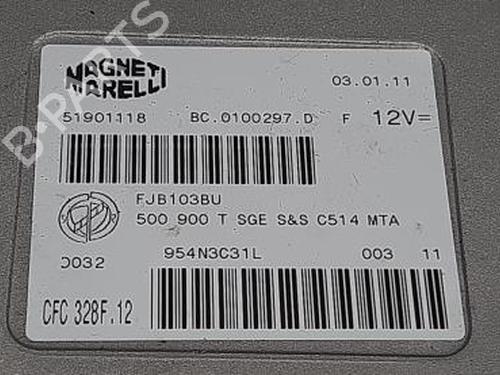 B-PARTS
MAGNETI
MARELLI
03.01.11
51901118 BC.0100297.D F 12V=
FJB103BU
500 900 T SGE S&S C514 MTA
D032 954N3C31L 003 11
CFC 328F.12